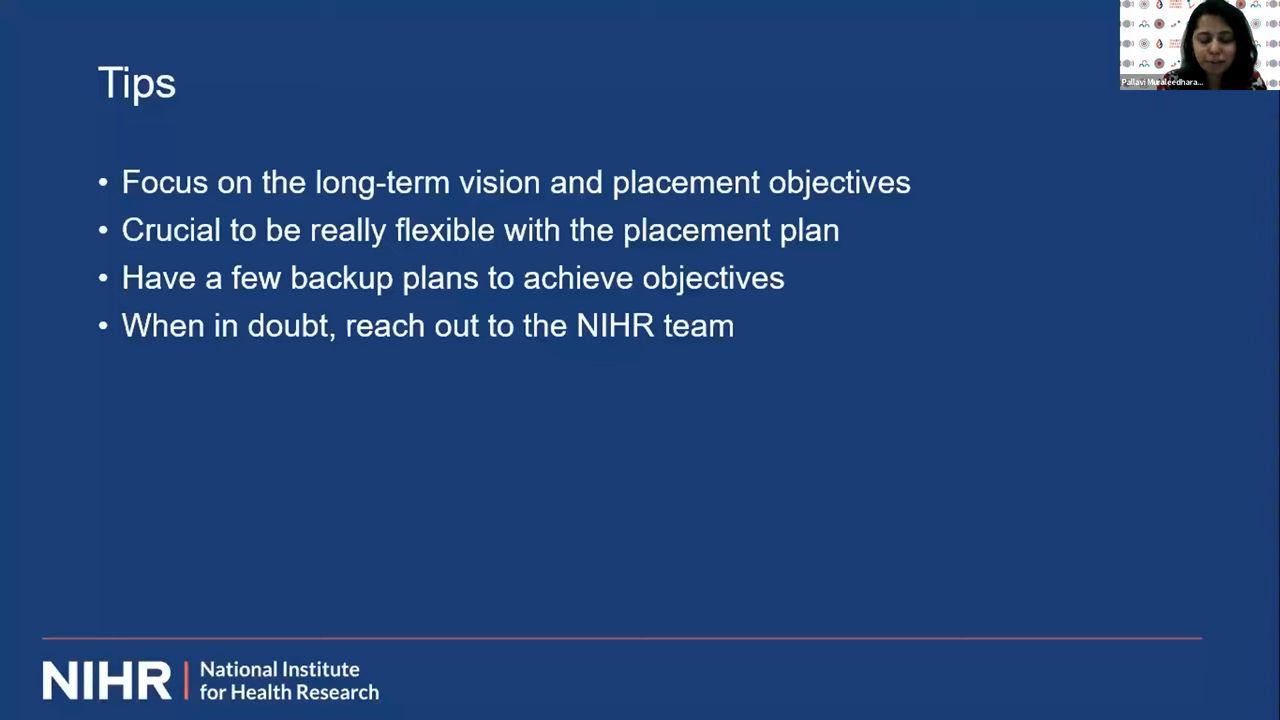 Tips
• Focus on the long-term vision and placement objectives
• Crucial to be really flexible with the placement plan
• Have a few backup plans to achieve objectives
• When in doubt, reach out to the NIHR team
Pallavi Muraleedhara...
NIHR | National Institute
for Health Research